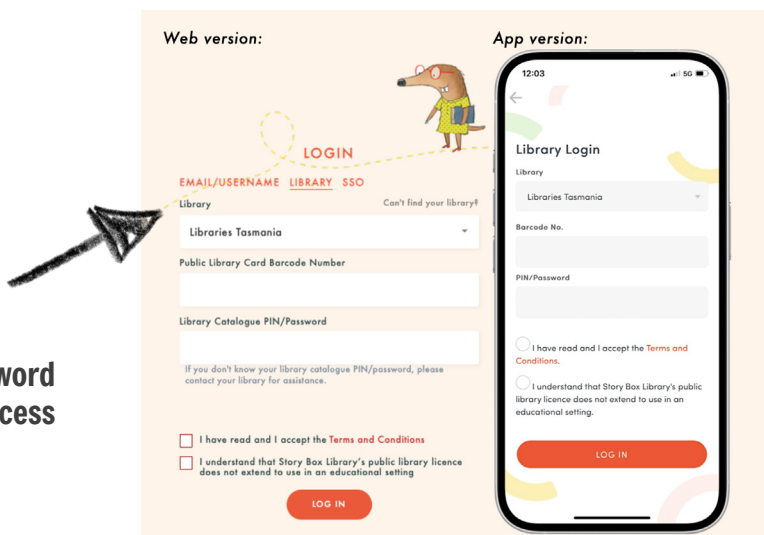 Web version:
LOGIN
EMAIL/USERNAME LIBRARY SSO
Library
Can't find your library?
Libraries Tasmania
Public Library Card Barcode Number
Library Catalogue PIN/Password
If you don't know your library catalogue PIN/password, please
contact your library for assistance.
I have read and I accept the Terms and Conditions
I understand that Story Box Library's public library licence
does not extend to use in an educational setting
LOG IN
App version:
12:03
5G
Library Login
Library
Libraries Tasmania
Barcode No.
PIN/Password
I have read and I accept the Terms and
Conditions.
I understand that Story Box Library's public
library licence does not extend to use in an
educational setting.
LOG IN